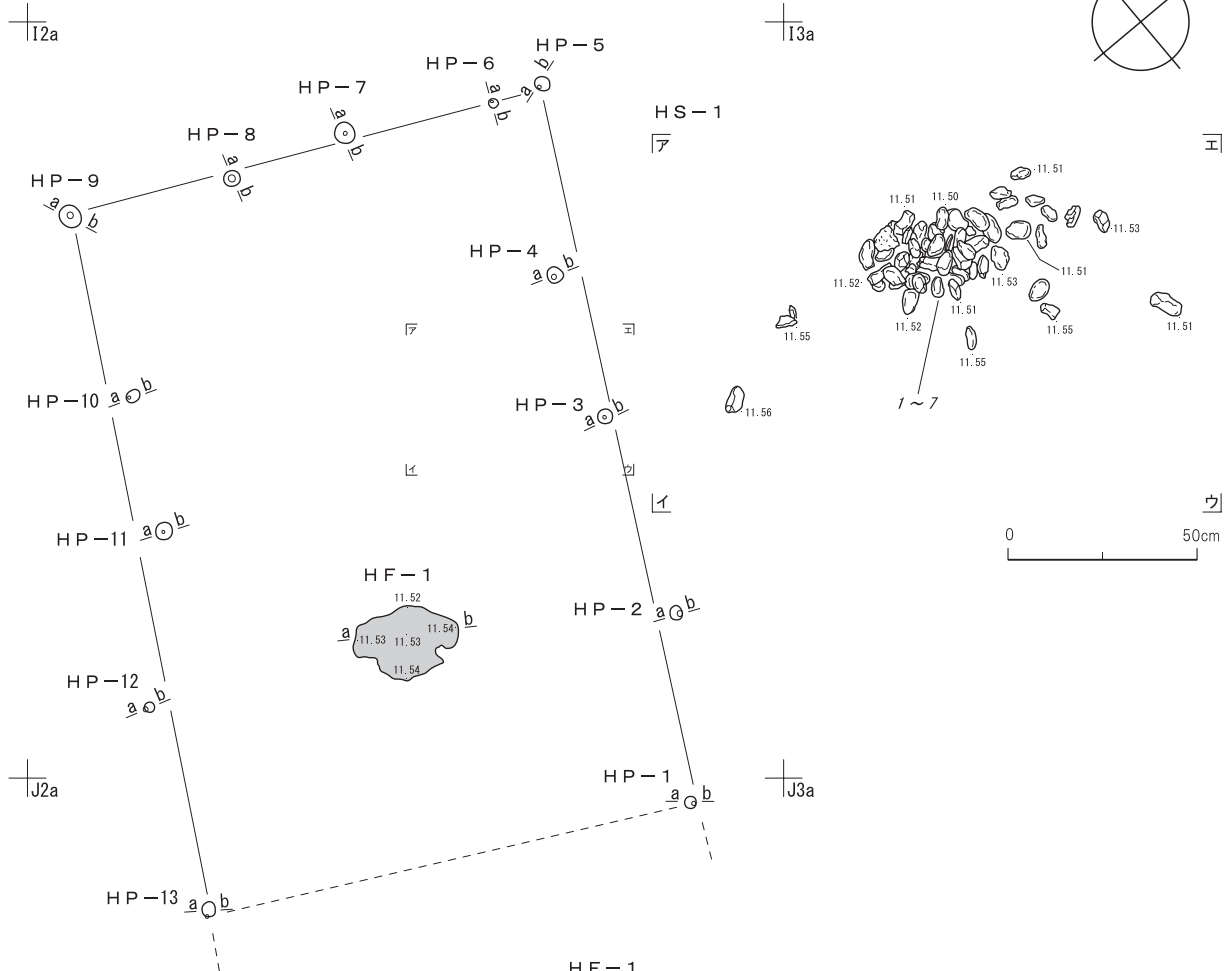 I2a
I3a
HP-5
HP-6
HP-7
HP-8
HP-9
a b
a b
a b
a b
a b
HS-1
ア
エ
11.51
11.51
11.50
11.53
11.51
11.53
11.52
11.52
11.51
11.55
11.55
11.51
11.55
11.56
1~7
イ
ウ
0 50cm
HP-4
a b
ア
エ
HP-10 a b
HP-3
a b
イ
ウ
HP-11 a b
HF-1
11.52
a 11.53 11.53 11.54 b
11.54
HP-2 a b
HP-12
a b
HP-1
a b
J2a
J3a
HP-13 a b
HF-1